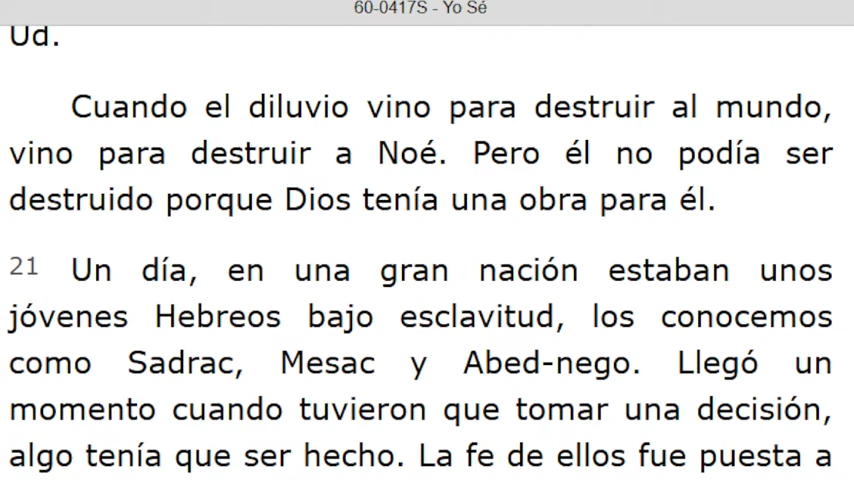 60-0417S - Yo Sé
Ud.
Cuando el diluvio vino para destruir al mundo,
vino para destruir a Noé. Pero él no podía ser
destruido porque Dios tenía una obra para él.
21 Un día, en una gran nación estaban unos
jóvenes Hebreos bajo esclavitud, los conocemos
como Sadrac, Mesac y Abed-nego. Llegó un
momento cuando tuvieron que tomar una decisión,
algo tenía que ser hecho. La fe de ellos fue puesta a